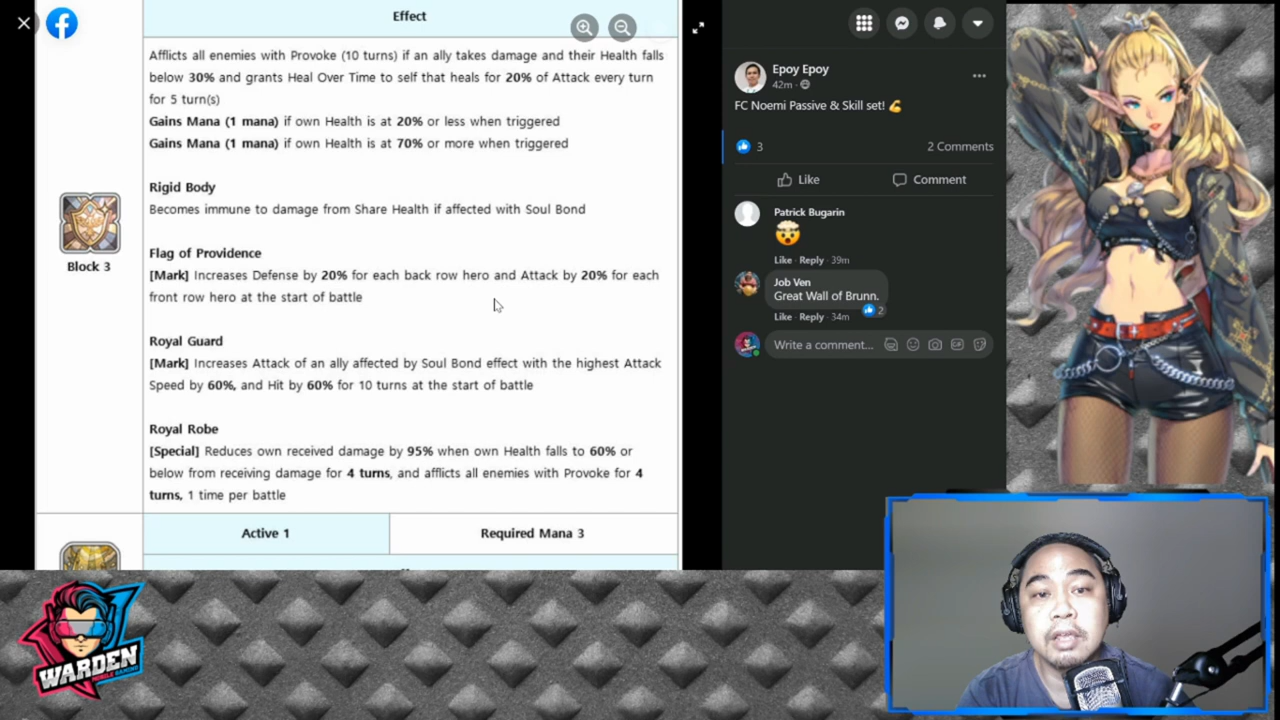 Effect
Afflicts all enemies with Provoke (10 turns) if an ally takes damage and their Health falls
below 30% and grants Heal Over Time to self that heals for 20% of Attack every turn
for 5 turn(s)
Gains Mana (1 mana) if own Health is at 20% or less when triggered
Gains Mana (1 mana) if own Health is at 70% or more when triggered
Rigid Body
Becomes immune to damage from Share Health if affected with Soul Bond
Block 3
Flag of Providence
[Mark] Increases Defense by 20% for each back row hero and Attack by 20% for each
front row hero at the start of battle
Royal Guard
[Mark] Increases Attack of an ally affected by Soul Bond effect with the highest Attack
Speed by 60%, and Hit by 60% for 10 turns at the start of battle
Royal Robe
[Special] Reduces own received damage by 95% when own Health falls to 60% or
below from receiving damage for 4 turns, and afflicts all enemies with Provoke for 4
turns, 1 time per battle
Active 1
Required Mana 3
Epoy Epoy
42m ·
FC Noemi Passive & Skill set! 💪
3
2 Comments
Like
Comment
Patrick Bugarin
🤯
Like · Reply · 39m
Job Ven
Great Wall of Brunn.
2
Like · Reply · 34m
Write a comment...
GIF
WARDEN
MOBILE GAMING